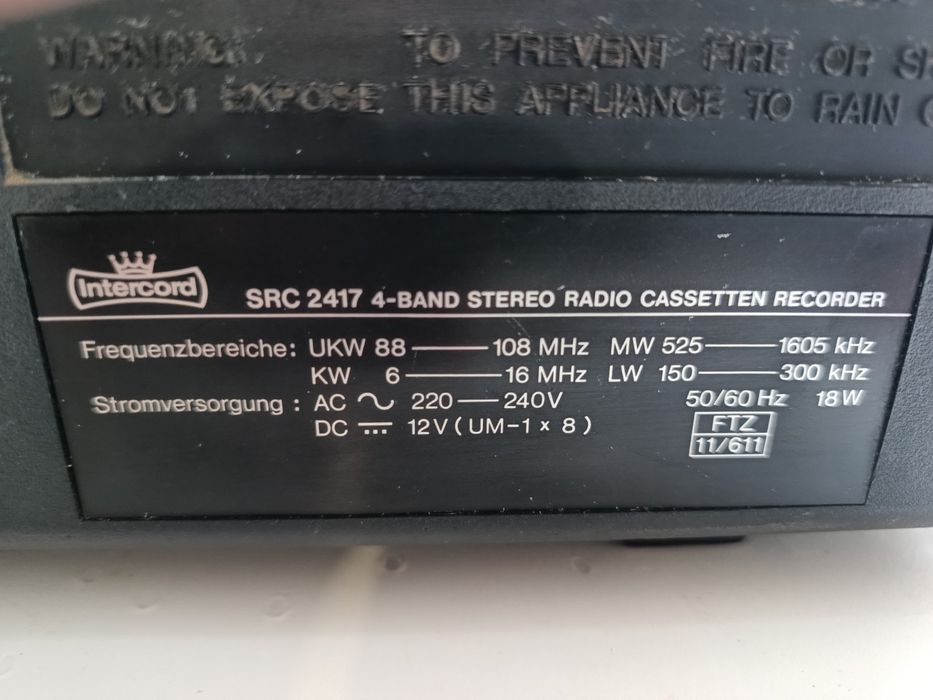 WARNING: TO PREVENT FIRE OR
DO NOT EXPOSE THIS APPLIANCE TO RAIN
Intercord
SRC 2417 4-BAND STEREO RADIO CASSETTEN RECORDER
Frequenzbereiche: UKW 88 — 108 MHz MW 525 — 1605 kHz
KW 6 — 16 MHz LW 150 — 300 kHz
Stromversorgung : AC ~ 220 — 240V 50/60 Hz 18W
DC ⎓ 12V ( UM-1 x 8 )
FTZ
11/611